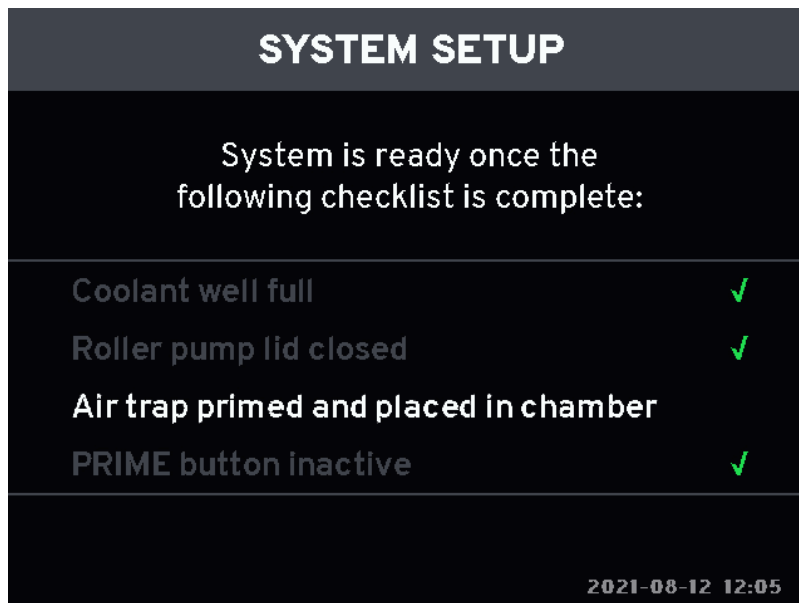 SYSTEM SETUP
System is ready once the
following checklist is complete:
Coolant well full √
Roller pump lid closed √
Air trap primed and placed in chamber
PRIME button inactive √
2021-08-12 12:05